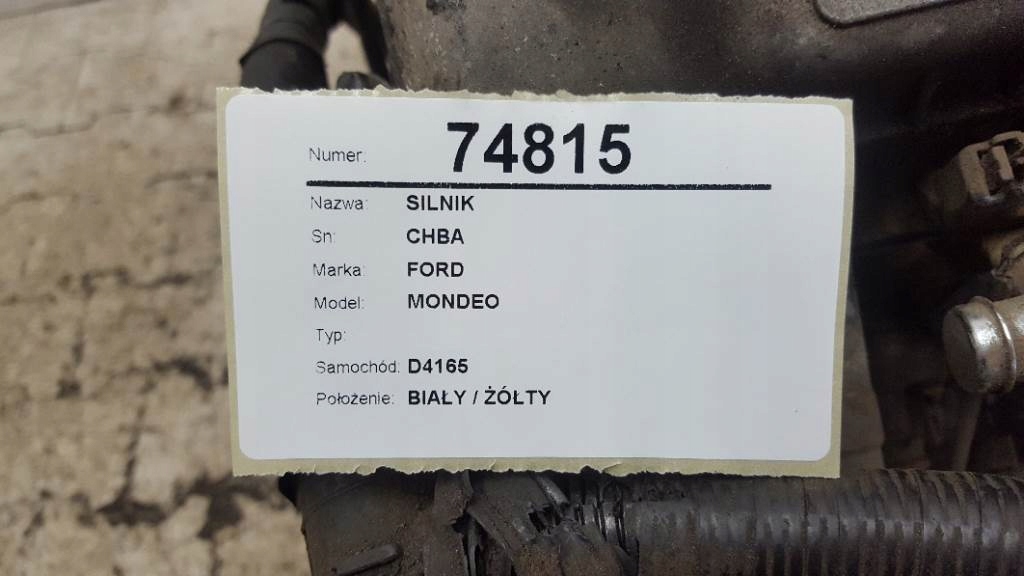 Numer: 74815
Nazwa: SILNIK
Sn: CHBA
Marka: FORD
Model: MONDEO
Typ:
Samochód: D4165
Położenie: BIAŁY / ŻÓŁTY